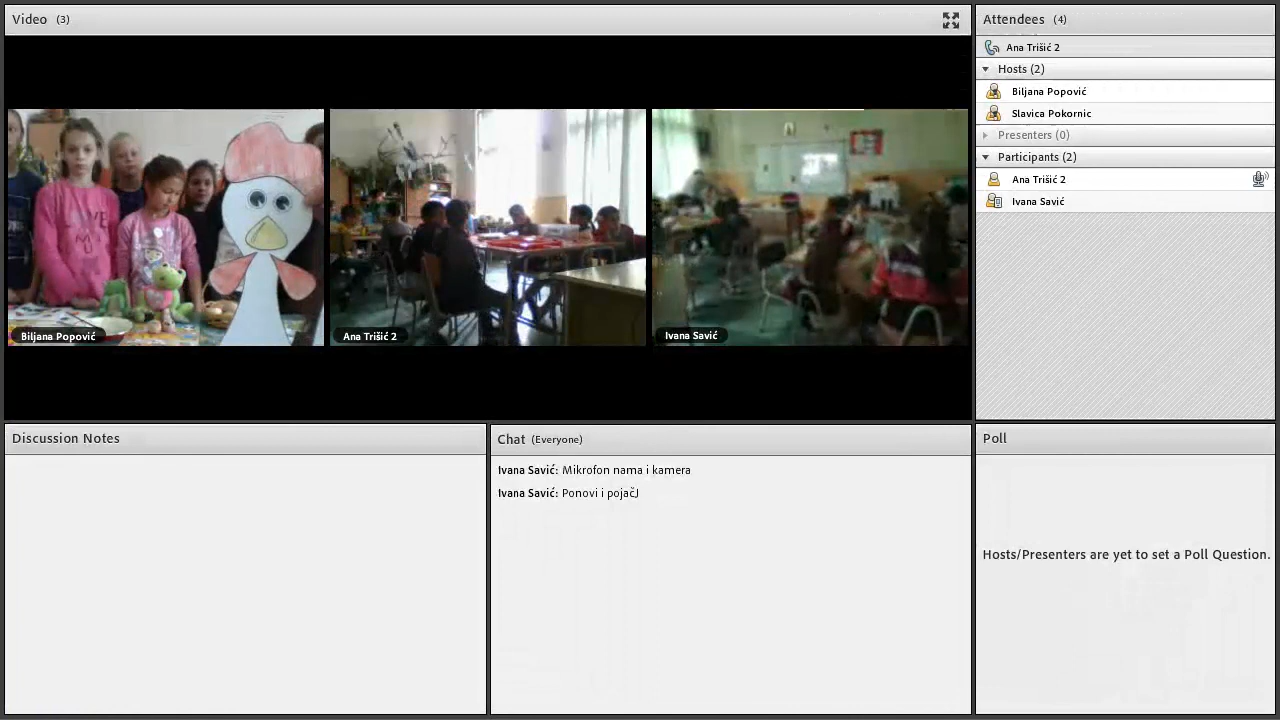 Video (3)
Biljana Popović
Ana Trišić 2
Ivana Savić
Attendees (4)
Ana Trišić 2
Hosts (2)
Biljana Popović
Slavica Pokornic
Presenters (0)
Participants (2)
Ana Trišić 2
Ivana Savić
Discussion Notes
Chat (Everyone)
Ivana Savić: Mikrofon nama i kamera
Ivana Savić: Ponovi i pojačJ
Poll
Hosts/Presenters are yet to set a Poll Question.